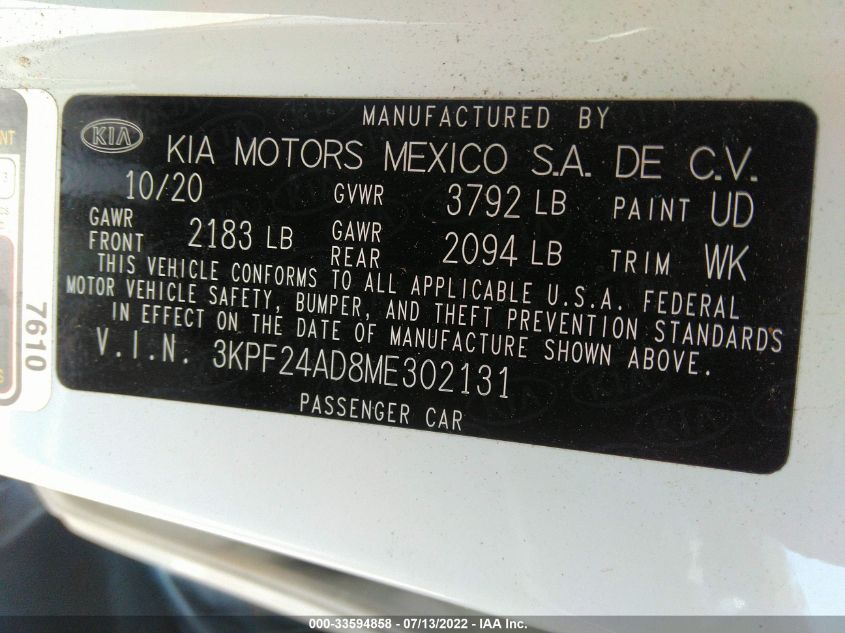 MANUFACTURED BY
KIA KIA MOTORS MEXICO S.A. DE C.V.
10/20 GVWR 3792 LB PAINT UD
GAWR FRONT 2183 LB GAWR REAR 2094 LB TRIM WK
THIS VEHICLE CONFORMS TO ALL APPLICABLE U.S.A. FEDERAL
MOTOR VEHICLE SAFETY, BUMPER, AND THEFT PREVENTION STANDARDS
IN EFFECT ON THE DATE OF MANUFACTURE SHOWN ABOVE.
V.I.N. 3KPF24AD8ME302131
PASSENGER CAR
7610
000-33594858 - 07/13/2022 - IAA Inc.